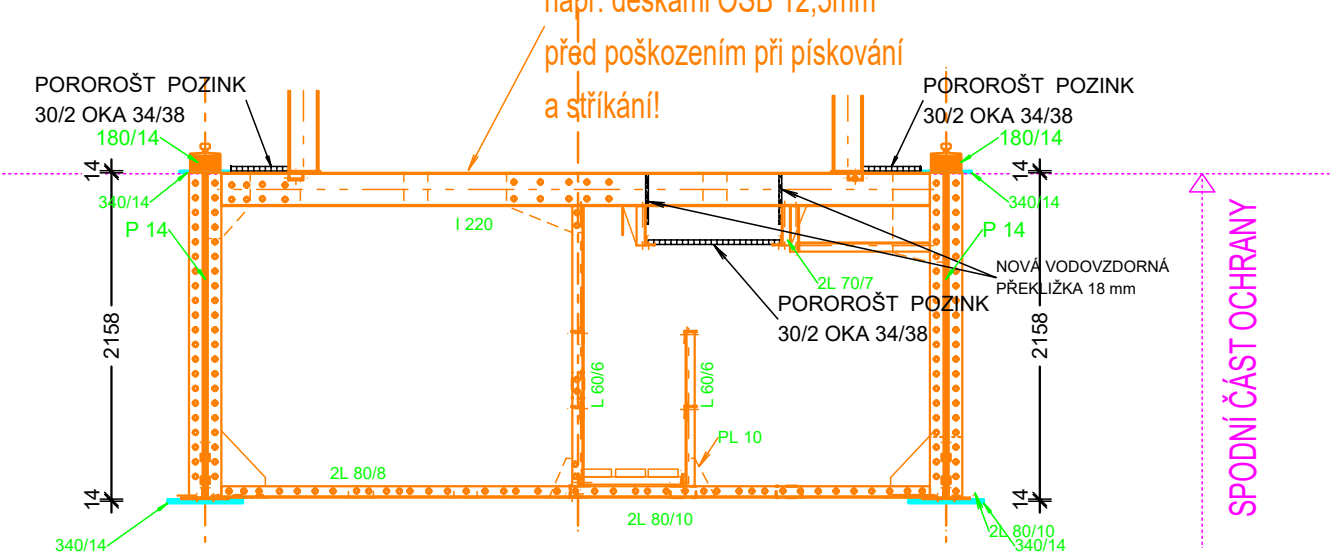 např. deskami OSB 12,5mm
před poškozením při pískování
a stříkání!
POROROŠT POZINK
30/2 OKA 34/38
180/14
14
340/14
P 14
2158
14
340/14
I 220
2L 80/8
L 60/6
L 60/6
PL 10
2L 80/10
2L 70/7
POROROŠT POZINK
30/2 OKA 34/38
NOVÁ VODOVZDORNÁ
PŘEKLIŽKA 18 mm
POROROŠT POZINK
30/2 OKA 34/38
180/14
14
340/14
P 14
2158
14
2L 80/10
340/14
SPODNÍ ČÁST OCHRANY